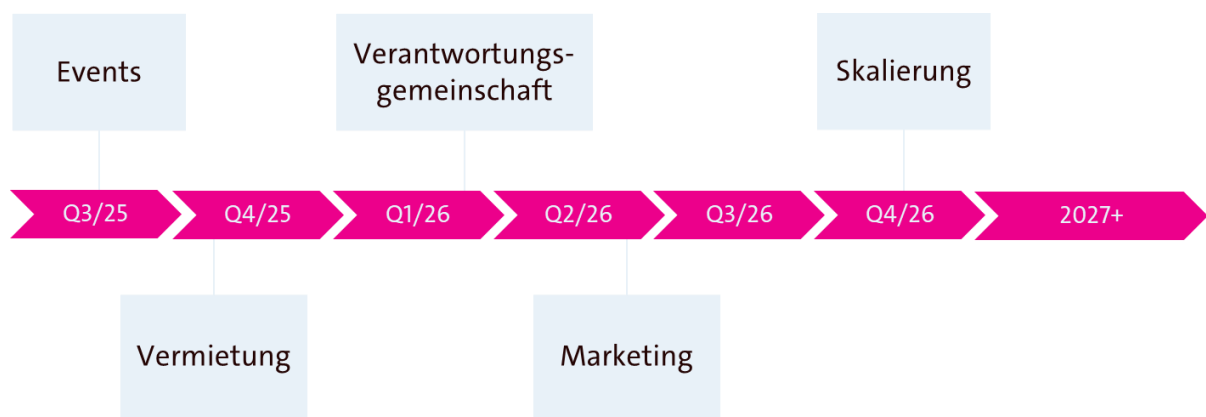 Events
Verantwortungs-
gemeinschaft
Skalierung
Q3/25
Q4/25
Q1/26
Q2/26
Q3/26
Q4/26
2027+
Vermietung
Marketing